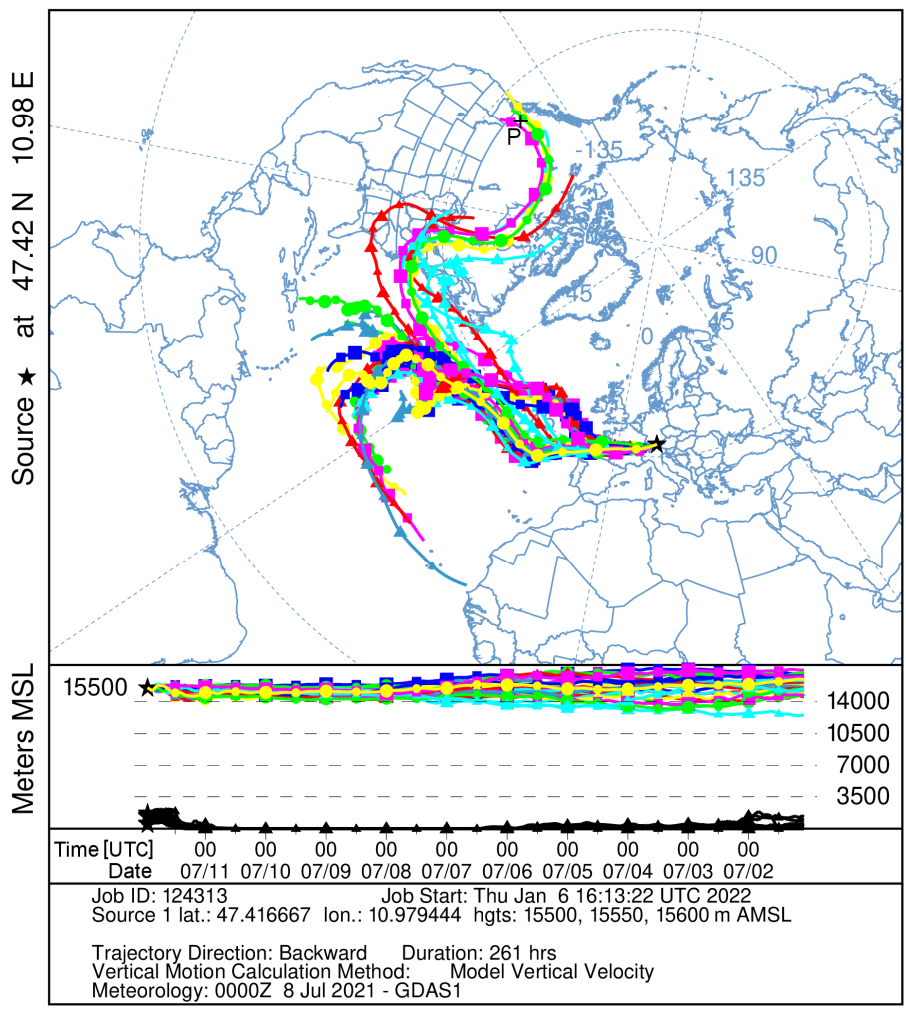 Source ★ at 47.42 N 10.98 E
P
-135
135
90
-45
45
0
Meters MSL
15500
14000
10500
7000
3500
Time [UTC] 00 00 00 00 00 00 00 00 00 00
Date 07/11 07/10 07/09 07/08 07/07 07/06 07/05 07/04 07/03 07/02
Job ID: 124313 Job Start: Thu Jan 6 16:13:22 UTC 2022
Source 1 lat.: 47.416667 lon.: 10.979444 hgts: 15500, 15550, 15600 m AMSL
Trajectory Direction: Backward Duration: 261 hrs
Vertical Motion Calculation Method: Model Vertical Velocity
Meteorology: 0000Z 8 Jul 2021 - GDAS1